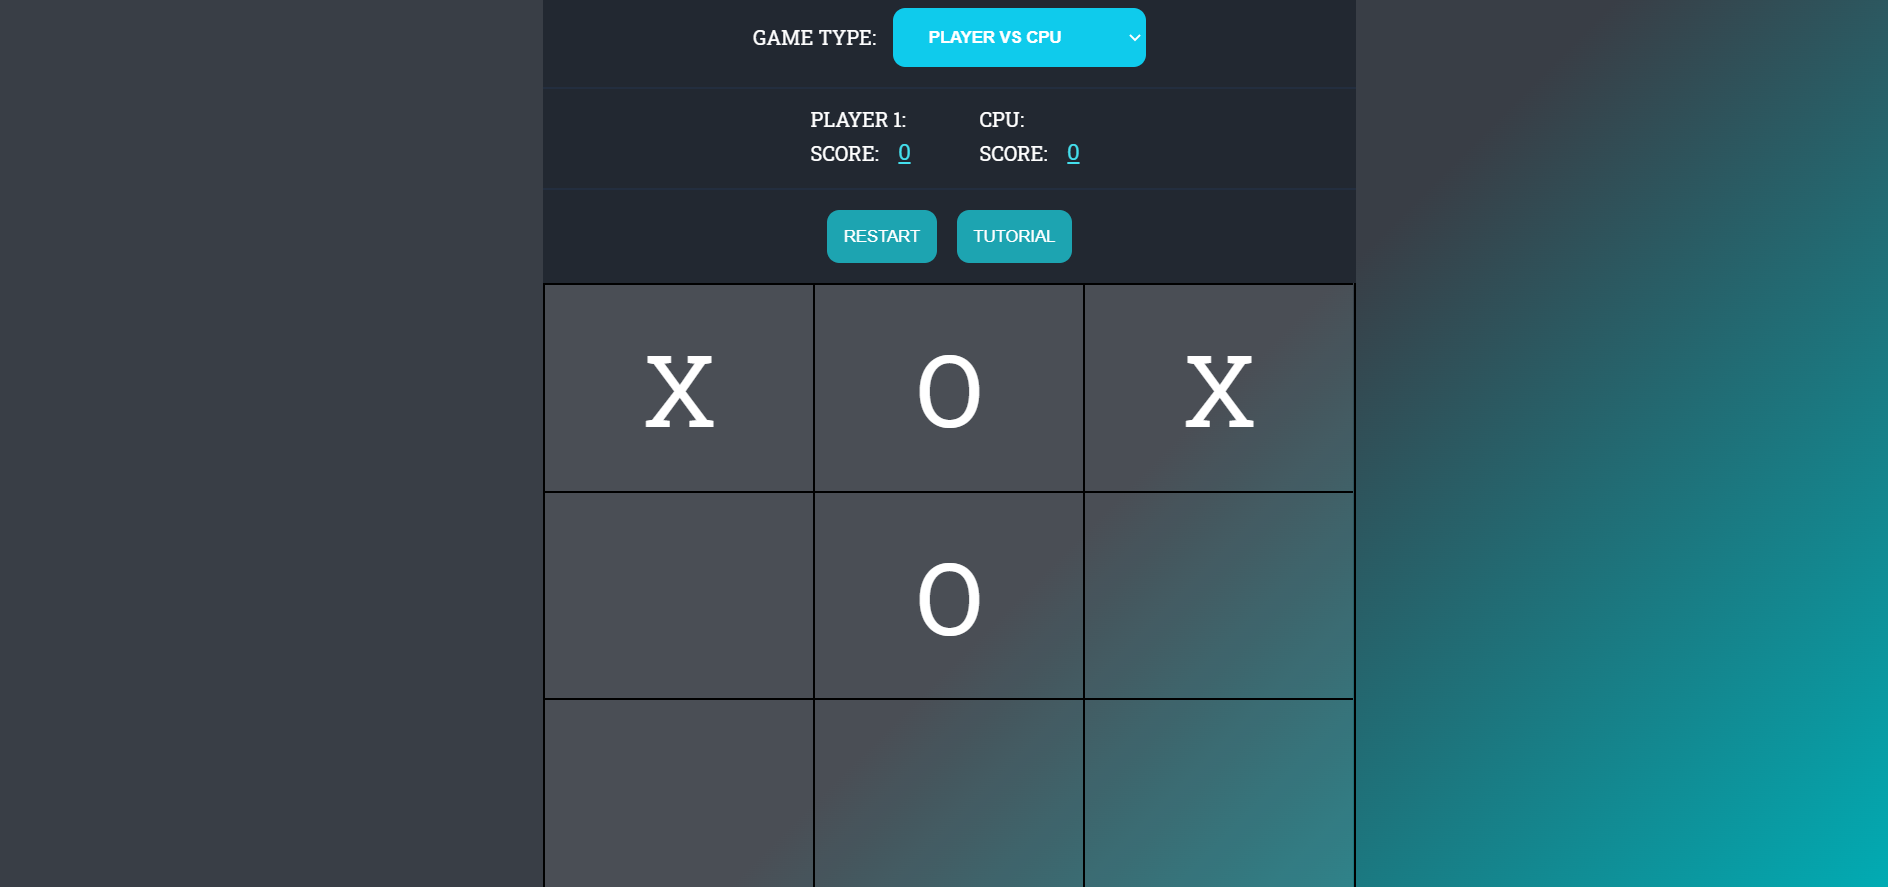 GAME TYPE: PLAYER VS CPU
PLAYER 1:
SCORE: 0
CPU:
SCORE: 0
RESTART TUTORIAL
X O X
O